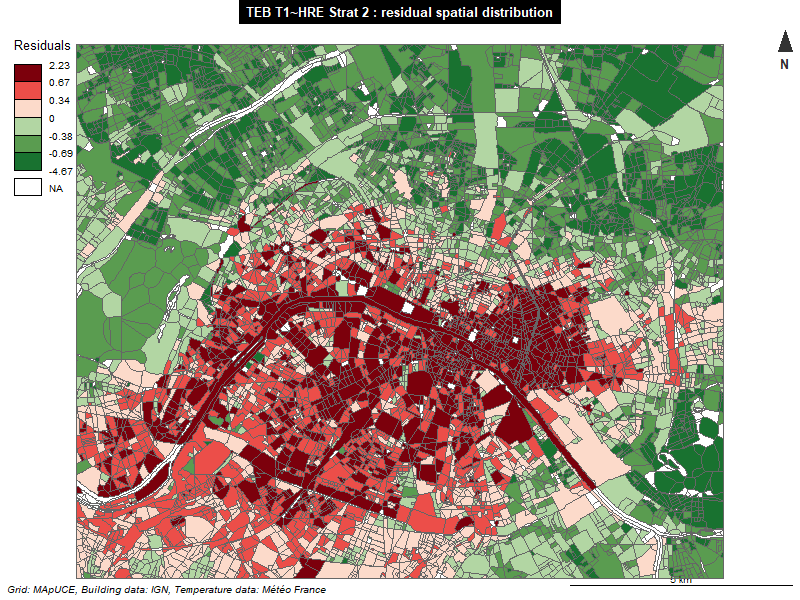 TEB T1~HRE Strat 2 : residual spatial distribution
Residuals
2.23
0.67
0.34
0
-0.38
-0.69
-4.67
NA
N
5 km
Grid: MApUCE, Building data: IGN, Temperature data: Météo France